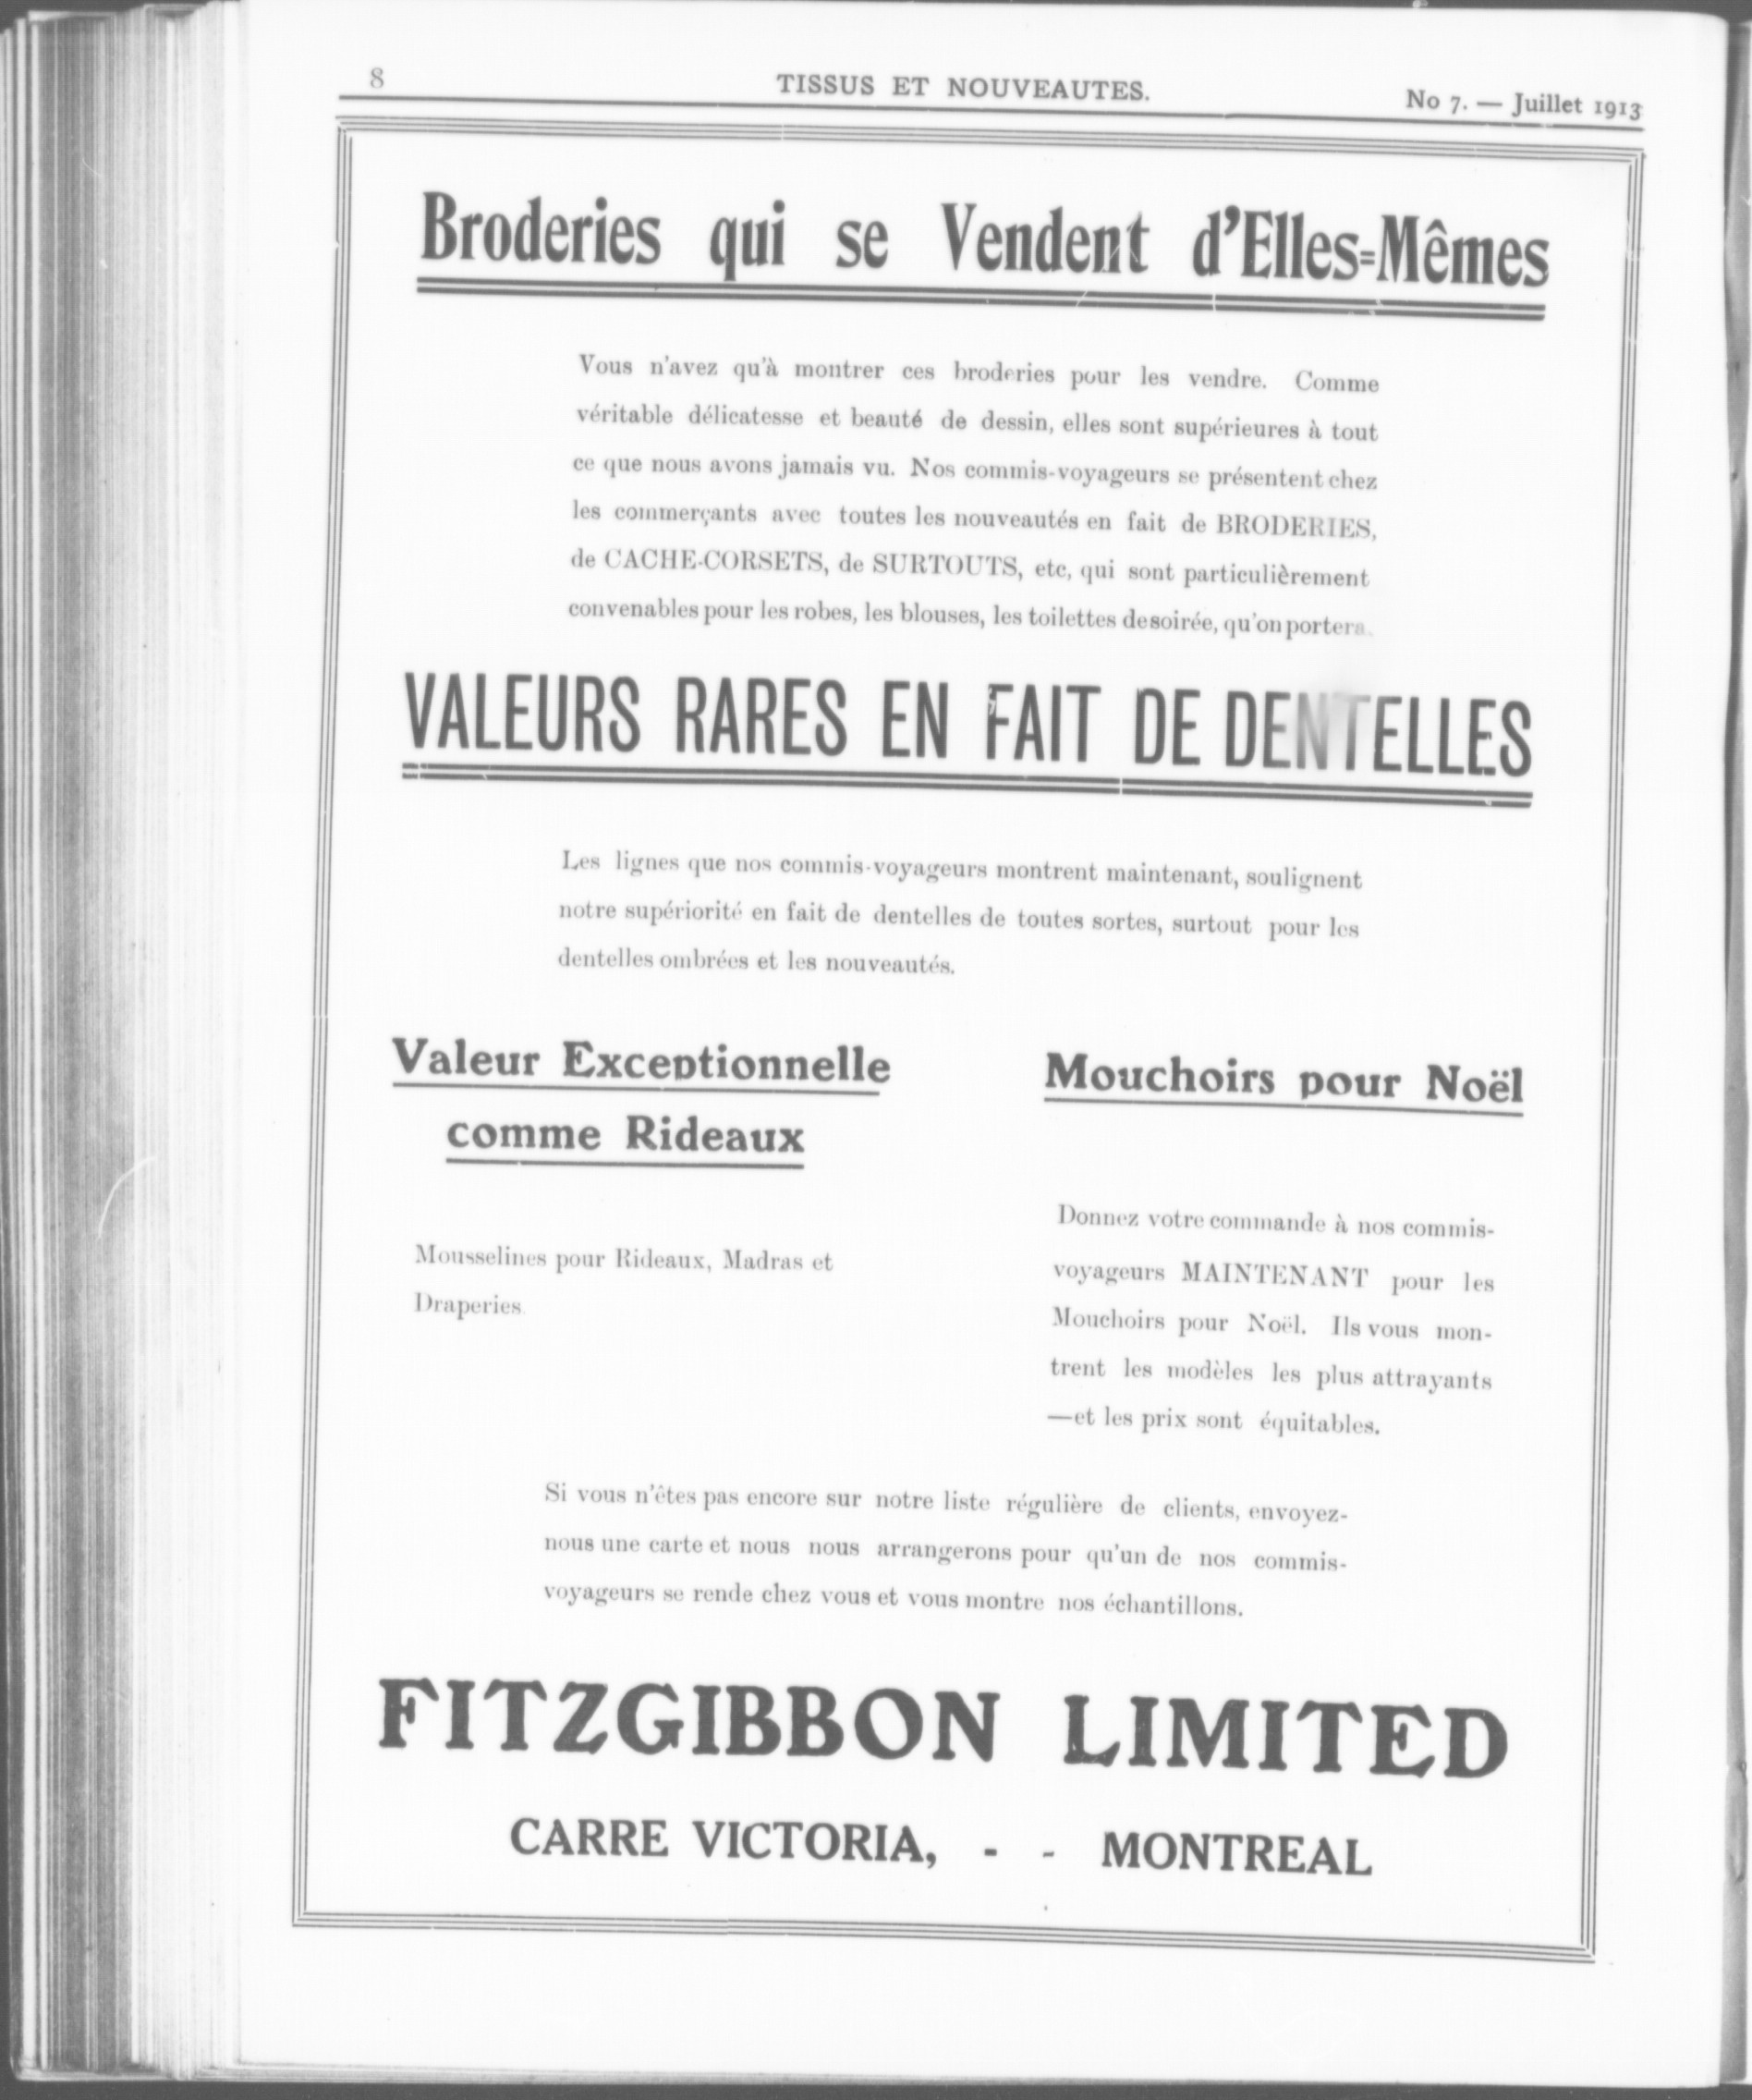 8
TISSUS ET NOUVEAUTES.
No 7. — Juillet 1913
Broderies qui se Vendent d'Elles-Mêmes
Vous n'avez qu'à montrer ces broderies pour les vendre. Comme
véritable délicatesse et beauté de dessin, elles sont supérieures à tout
ce que nous avons jamais vu. Nos commis-voyageurs se présentent chez
les commerçants avec toutes les nouveautés en fait de BRODERIES,
de CACHE-CORSETS, de SURTOUTS, etc, qui sont particulièrement
convenables pour les robes, les blouses, les toilettes de soirée, qu'on portera.
VALEURS RARES EN FAIT DE DENTELLES
Les lignes que nos commis-voyageurs montrent maintenant, soulignent
notre supériorité en fait de dentelles de toutes sortes, surtout pour les
dentelles ombrées et les nouveautés.
Valeur Exceptionnelle
comme Rideaux
Mousselines pour Rideaux, Madras et
Draperies
Mouchoirs pour Noël
Donnez votre commande à nos commis-
voyageurs MAINTENANT pour les
Mouchoirs pour Noël. Ils vous mon-
trent les modèles les plus attrayants
—et les prix sont équitables.
Si vous n'êtes pas encore sur notre liste régulière de clients, envoyez-
nous une carte et nous nous arrangerons pour qu'un de nos commis-
voyageurs se rende chez vous et vous montre nos échantillons.
FITZGIBBON LIMITED
CARRE VICTORIA, - - MONTREAL